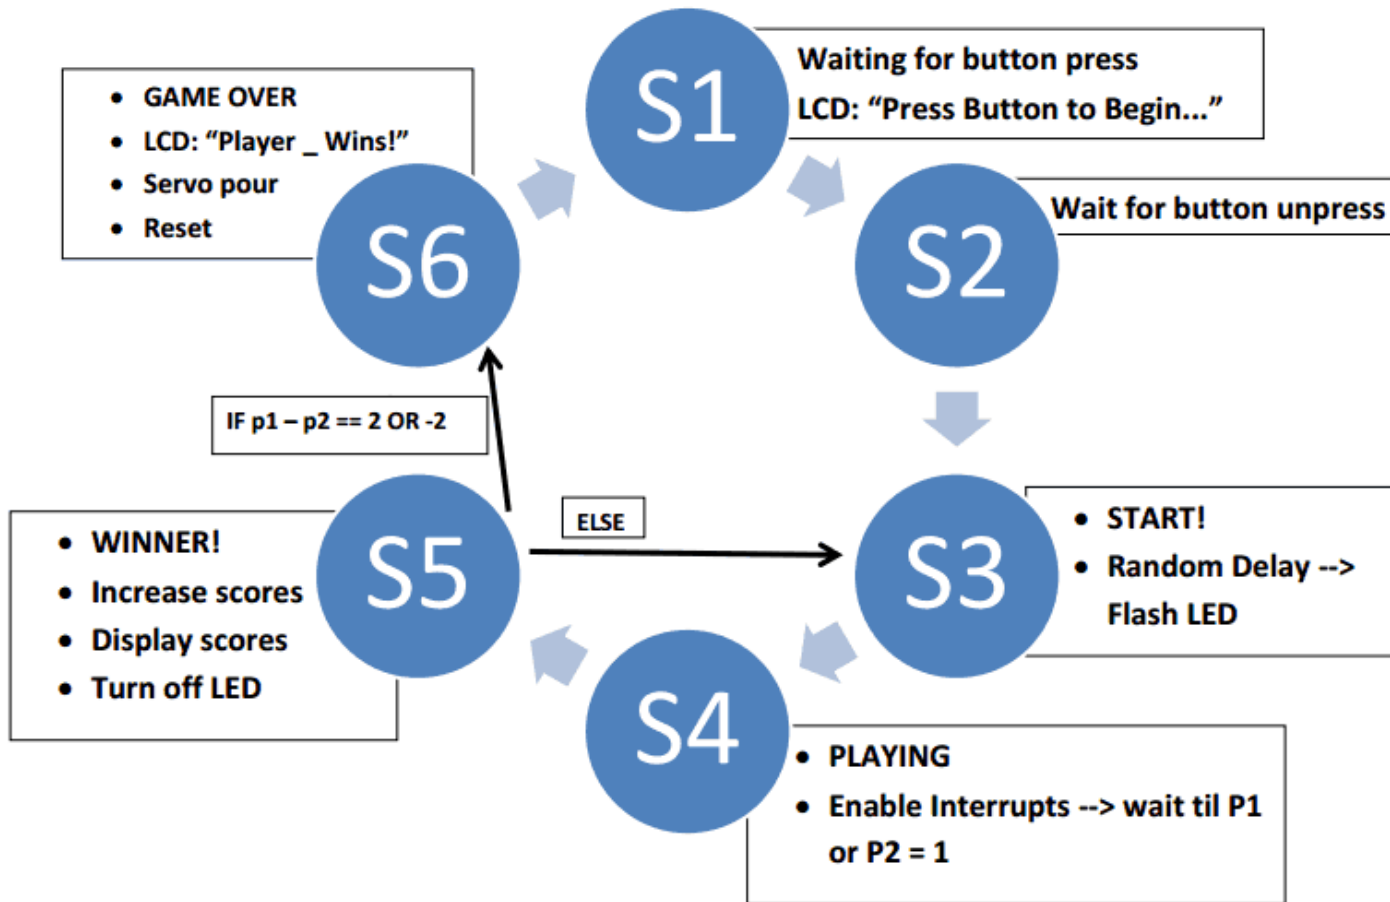 S1
Waiting for button press
LCD: “Press Button to Begin...”
S2
Wait for button unpress
S3
• START!
• Random Delay -->
Flash LED
S4
• PLAYING
• Enable Interrupts --> wait til P1
or P2 = 1
S5
• WINNER!
• Increase scores
• Display scores
• Turn off LED
ELSE
IF p1 – p2 == 2 OR -2
S6
• GAME OVER
• LCD: “Player _ Wins!”
• Servo pour
• Reset